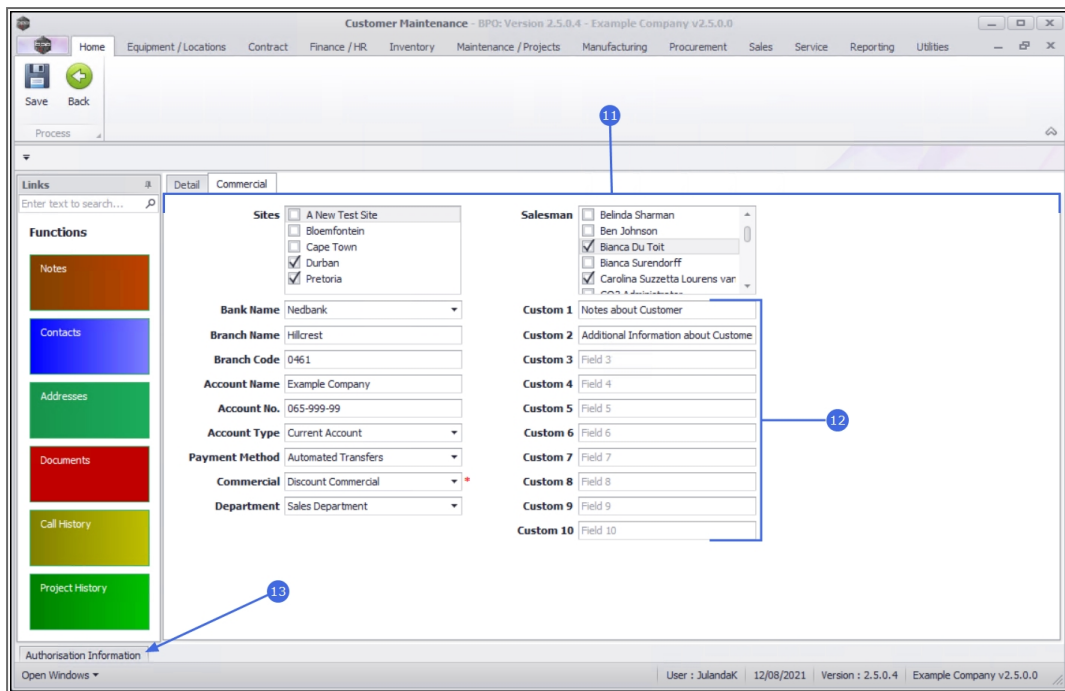 Customer Maintenance - BPO: Version 2.5.0.4 - Example Company v2.5.0.0
Home Equipment / Locations Contract Finance / HR Inventory Maintenance / Projects Manufacturing Procurement Sales Service Reporting Utilities
Save Back
Process
11
Links
Detail Commercial
Enter text to search...
Functions
Notes
Contacts
Addresses
Documents
Call History
Project History
Sites
A New Test Site
Bloemfontein
Cape Town
Durban
Pretoria
Salesman
Belinda Sharman
Ben Johnson
Bianca Du Toit
Bianca Surendorff
Carolina Suzzetta Lourens van
Bank Name Nedbank
Branch Name Hillcrest
Branch Code 0461
Account Name Example Company
Account No. 065-999-99
Account Type Current Account
Payment Method Automated Transfers
Commercial Discount Commercial *
Department Sales Department
Custom 1 Notes about Customer
Custom 2 Additional Information about Custome
Custom 3 Field 3
Custom 4 Field 4
Custom 5 Field 5
Custom 6 Field 6
Custom 7 Field 7
Custom 8 Field 8
Custom 9 Field 9
Custom 10 Field 10
12
13
Authorisation Information
Open Windows
User : JulandaK 12/08/2021 Version : 2.5.0.4 Example Company v2.5.0.0